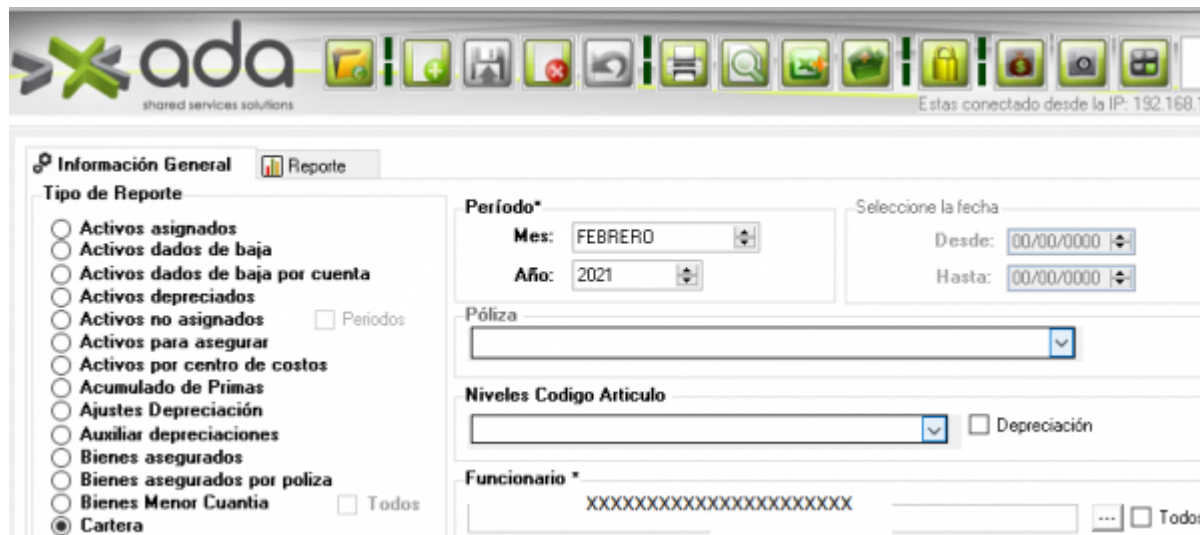 ada
shared services solutions
Estas conectado desde la IP: 192.168.1
Información General
Reporte
Tipo de Reporte
Activos asignados
Activos dados de baja
Activos dados de baja por cuenta
Activos depreciados
Activos no asignados Periodos
Activos para asegurar
Activos por centro de costos
Acumulado de Primas
Ajustes Depreciación
Auxiliar depreciaciones
Bienes asegurados
Bienes asegurados por poliza
Bienes Menor Cuantia Todos
Cartera
Período*
Mes: FEBRERO
Año: 2021
Seleccione la fecha
Desde: 00/00/0000
Hasta: 00/00/0000
Póliza
Niveles Codigo Articulo
Depreciación
Funcionario *
XXXXXXXXXXXXXXXXXXXXXX
... Todos